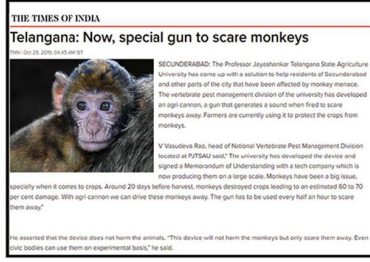 THE TIMES OF INDIA
Telangana: Now, special gun to scare monkeys
TNN | Oct 29, 2019, 04.45 AM IST
SECUNDERABAD: The Professor Jayashankar Telangana State Agriculture
University has come up with a solution to help residents of Secunderabad
and other parts of the city that have been affected by monkey menace.
The vertebrate pest management division of the university has developed
an agri cannon, a gun that generates a sound when fired to scare
monkeys away. Farmers are currently using it to protect the crops from
monkeys.
V Vasudeva Rao, head of National Vertebrate Pest Management Division
located at PJTSAU said," The university has developed the device and
signed a Memorandum of Understanding with a tech company which is
now producing them on a large scale. Monkeys have been a big issue,
specially when it comes to crops. Around 20 days before harvest, monkeys destroyed crops leading to an estimated 60 to 70
per cent damage. With agri cannon we can drive these monkeys away. The gun has to be used every half an hour to scare
them away."
He asserted that the device does not harm the animals. "This device will not harm the monkeys but only scare them away. Even
civic bodies can use them on experimental basis," he said.